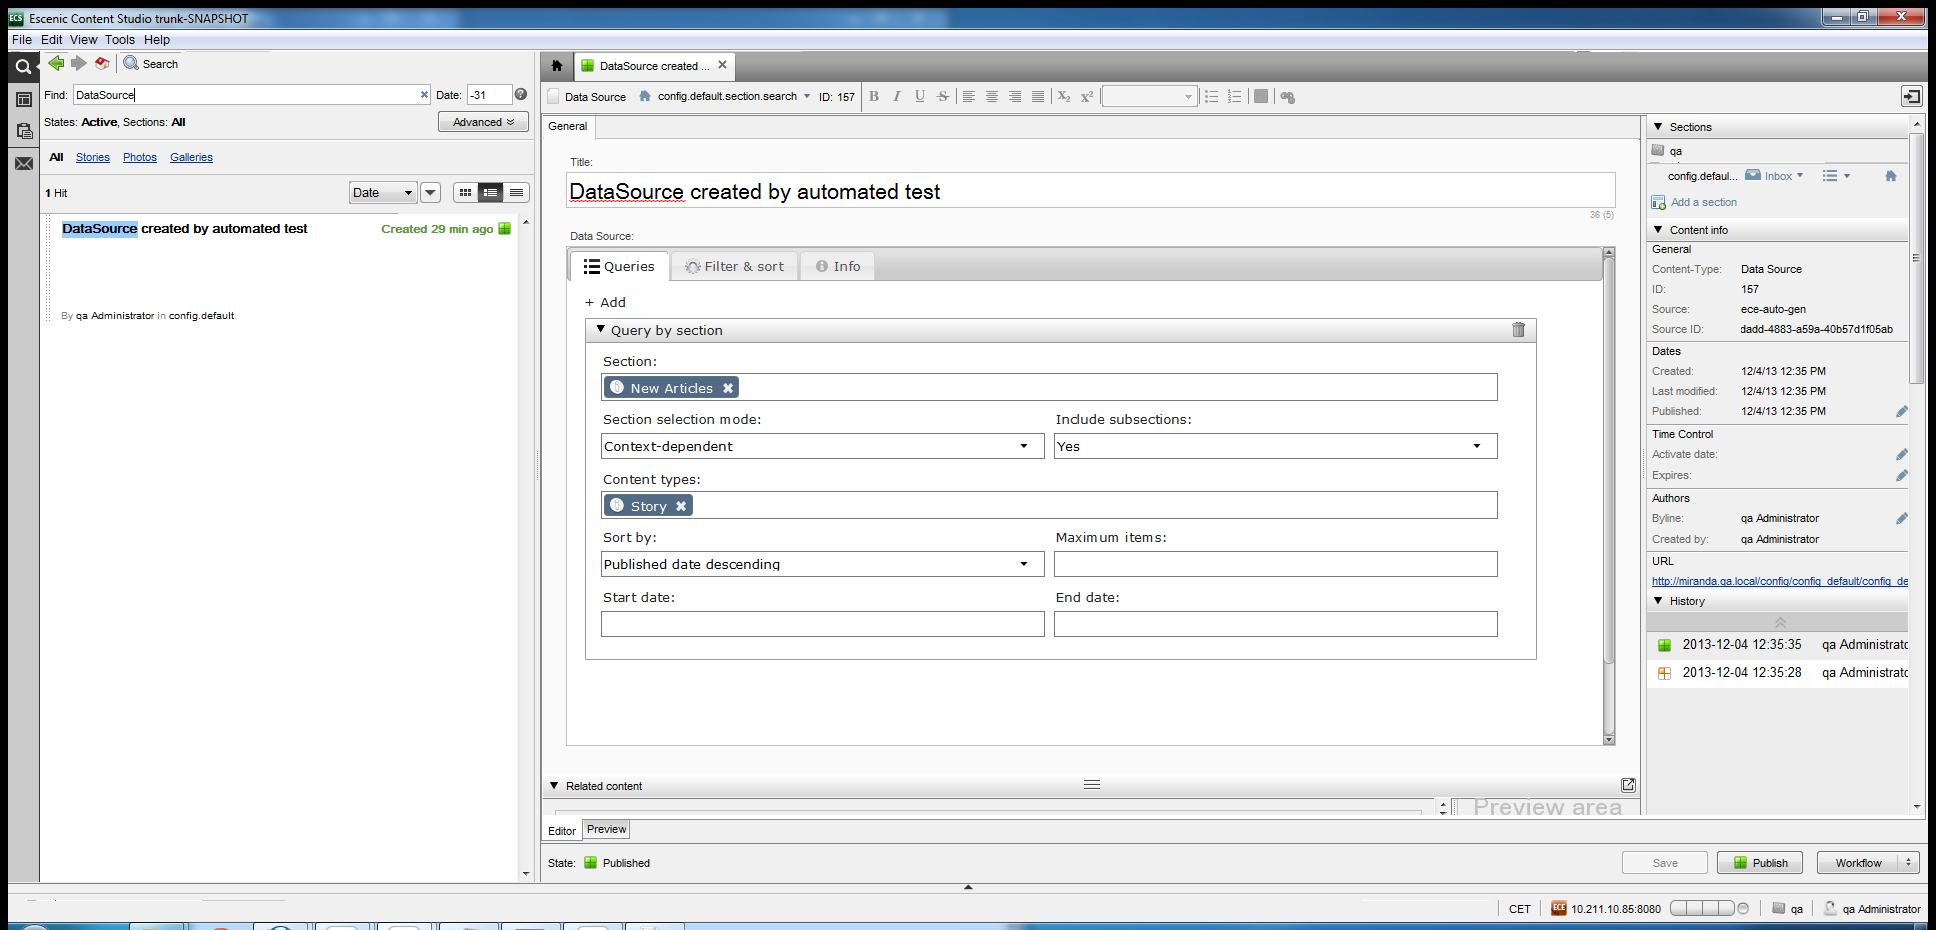 Escenic Content Studio trunk-SNAPSHOT
File Edit View Tools Help
Search
Find: DataSource Date: -31
States: Active, Sections: All
Advanced
All Stories Photos Galleries
1 Hit
Date
DataSource created by automated test
Created 29 min ago
By qa Administrator in config.default
DataSource created ...
Data Source config.default.section.search ID: 157
B I U S X2 X2
General
Title:
DataSource created by automated test
36 (5)
Data Source:
Queries Filter & sort Info
+ Add
Query by section
Section:
New Articles
Section selection mode: Include subsections:
Context-dependent Yes
Content types:
Story
Sort by: Maximum items:
Published date descending
Start date: End date:
Related content
Preview area
Editor Preview
State: Published
Save Publish Workflow
Sections
qa
config.defaul... Inbox
Add a section
Content info
General
Content-Type: Data Source
ID: 157
Source: ece-auto-gen
Source ID: dadd-4883-a59a-40b57d1f05ab
Dates
Created: 12/4/13 12:35 PM
Last modified: 12/4/13 12:35 PM
Published: 12/4/13 12:35 PM
Time Control
Activate date:
Expires:
Authors
Byline: qa Administrator
Created by: qa Administrator
URL
http://miranda.qa.local/config/config_default/config_de
History
2013-12-04 12:35:35 qa Administratc
2013-12-04 12:35:28 qa Administratc
CET ECE 10.211.10.85:8080 qa qa Administrator